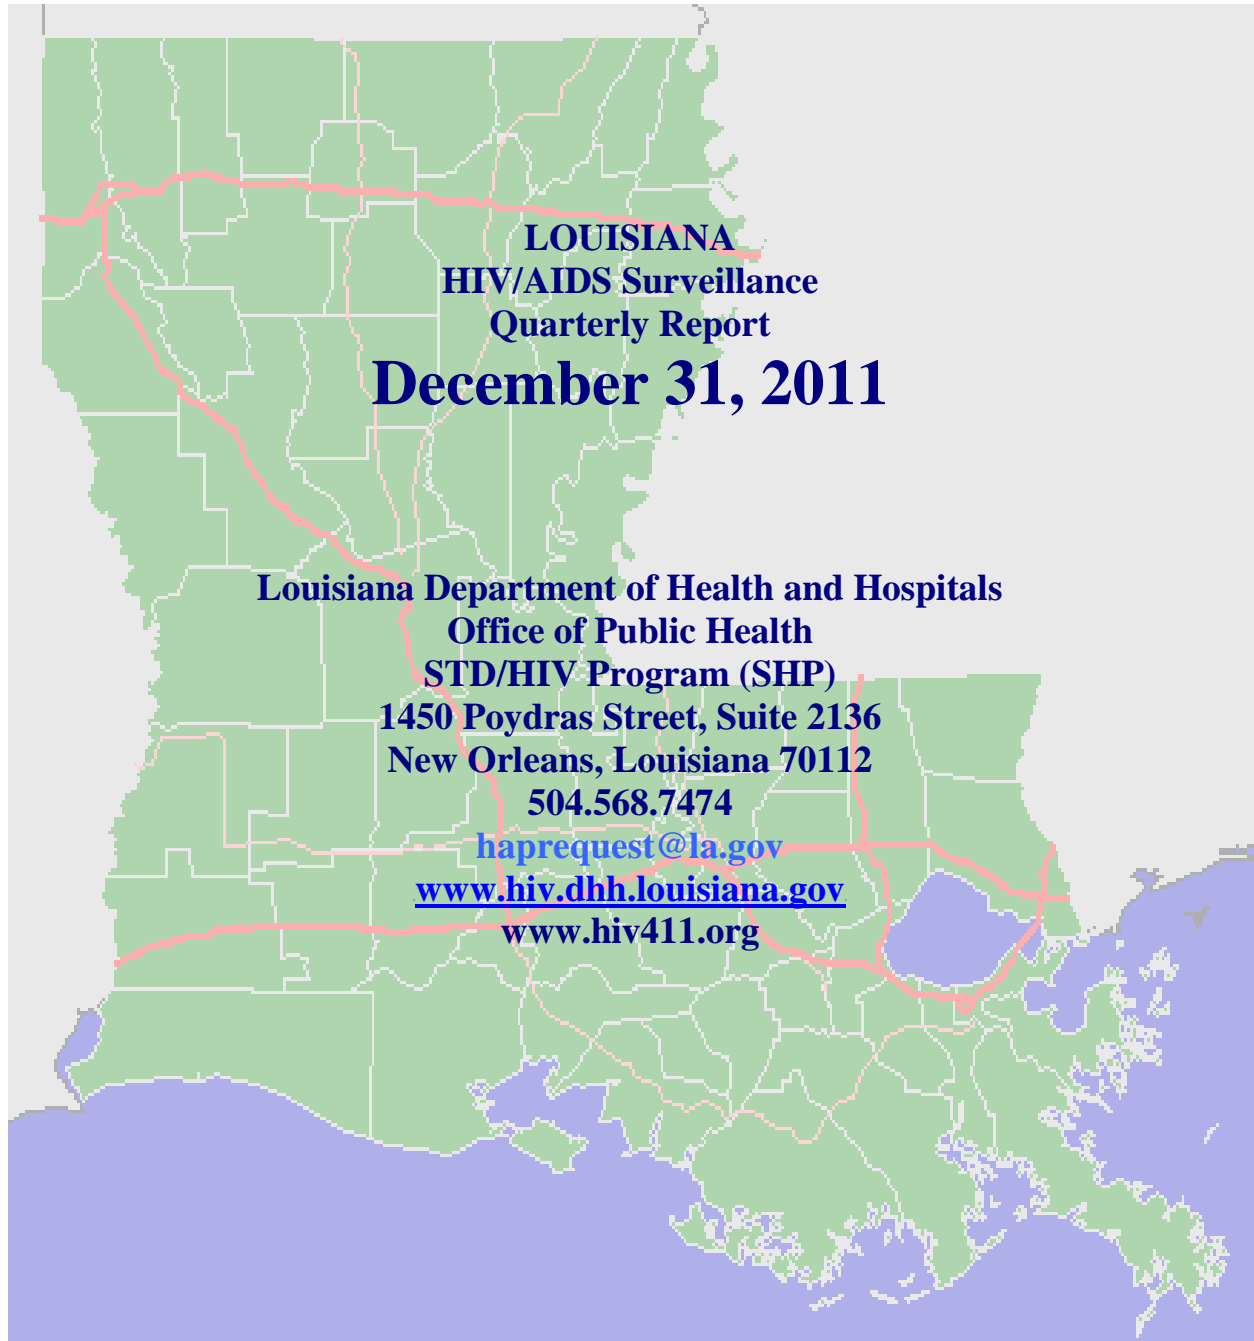 LOUISIANA
HIV/AIDS Surveillance
Quarterly Report
December 31, 2011
Louisiana Department of Health and Hospitals
Office of Public Health
STD/HIV Program (SHP)
1450 Poydras Street, Suite 2136
New Orleans, Louisiana 70112
504.568.7474
haprequest@la.gov
www.hiv.dhh.louisiana.gov
www.hiv411.org